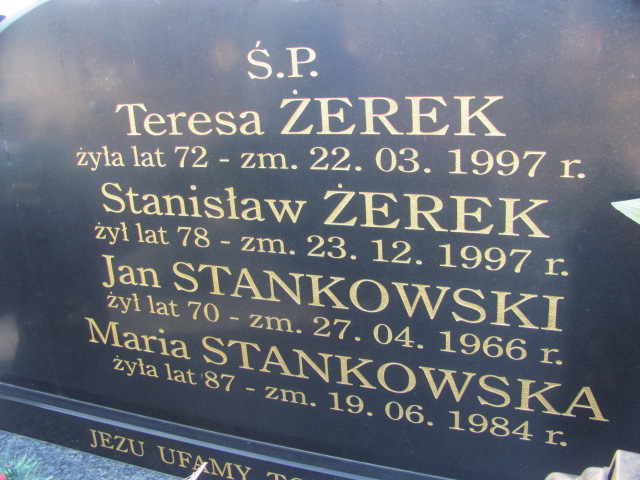 Ś.P.
Teresa ŻEREK
żyła lat 72 - zm. 22. 03. 1997 r.
Stanisław ŻEREK
żył lat 78 - zm. 23. 12. 1997 r.
Jan STANKOWSKI
żył lat 70 - zm. 27. 04. 1966 r.
Maria STANKOWSKA
żyła lat 87 - zm. 19. 06. 1984 r.
JEZU UFAMY